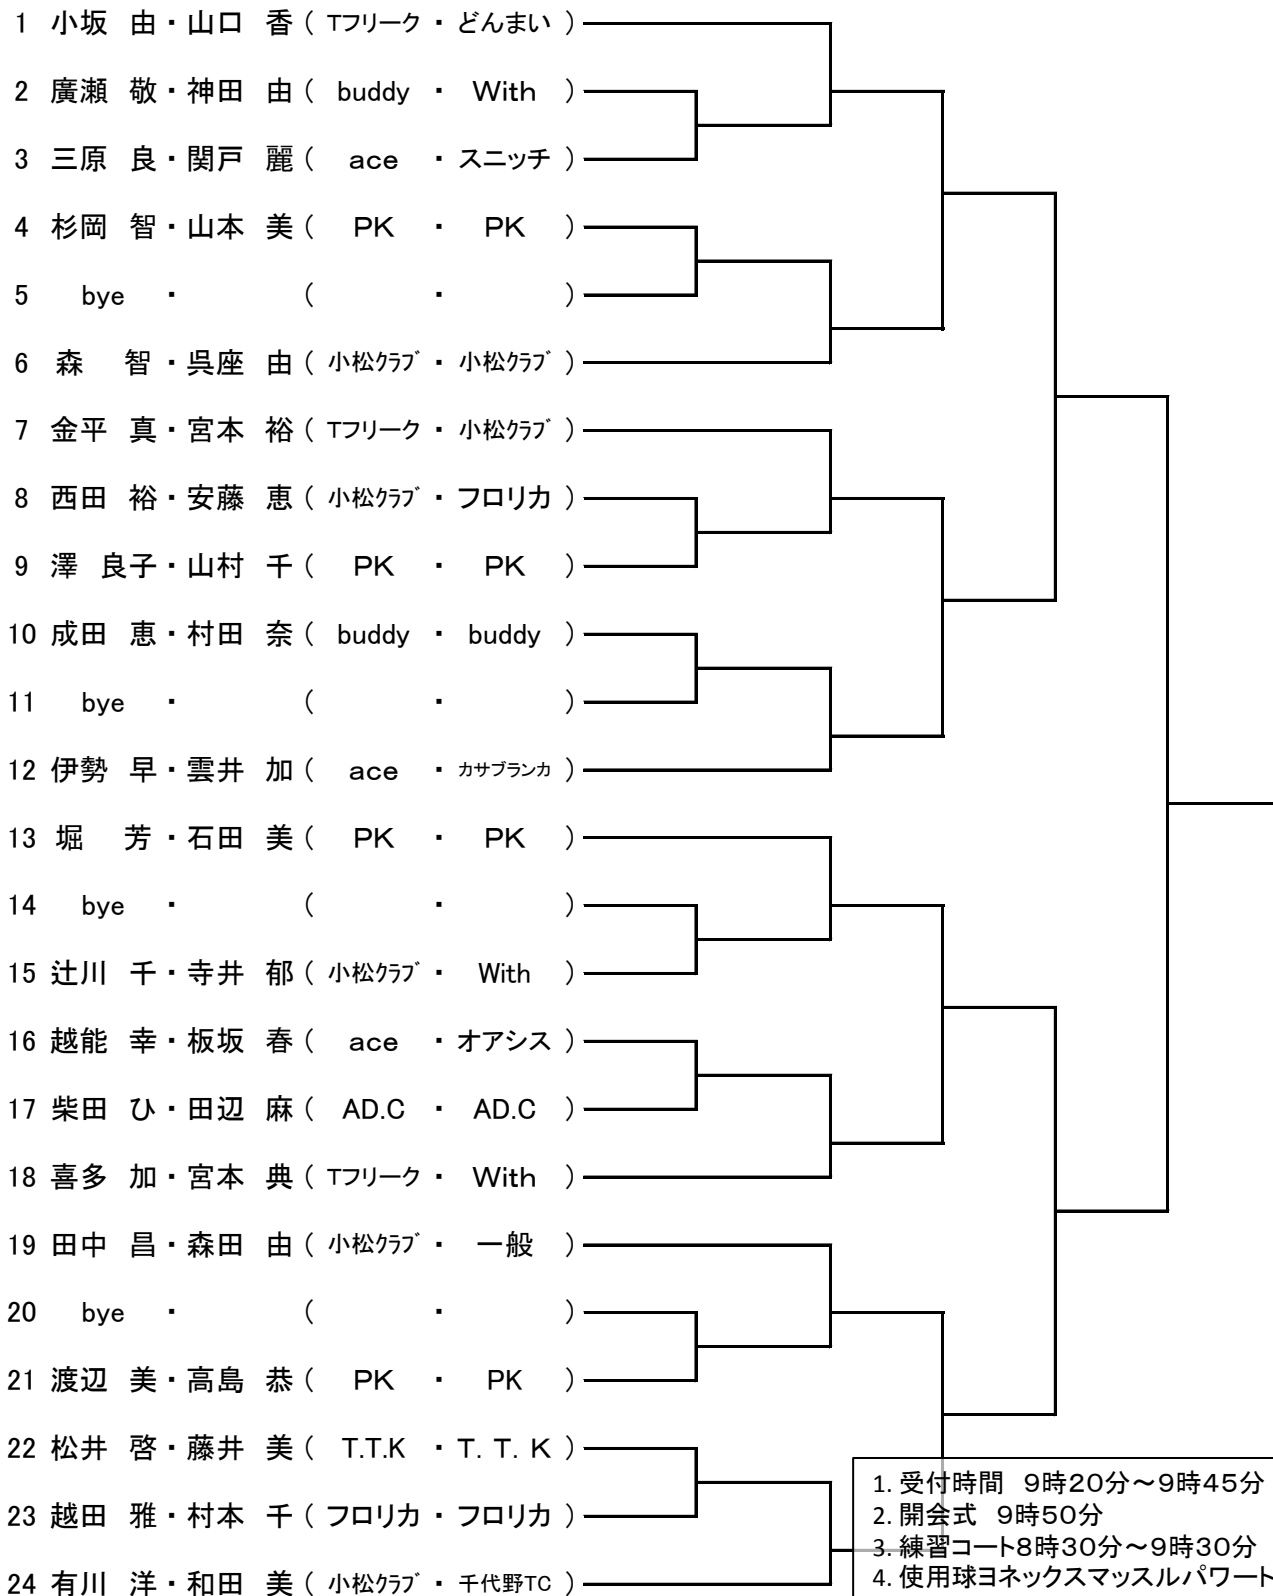 1 小坂 由・山口 香 ( Tフリーク ・ どんまい )
2 廣瀬 敬・神田 由 ( buddy ・ With )
3 三原 良・関戸 麗 ( ace ・ スニッチ )
4 杉岡 智・山本 美 ( PK ・ PK )
5 bye ・ ( ・ )
6 森 智・呉座 由 ( 小松ｸﾗﾌﾞ ・ 小松ｸﾗﾌﾞ )
7 金平 真・宮本 裕 ( Tフリーク ・ 小松ｸﾗﾌﾞ )
8 西田 裕・安藤 恵 ( 小松ｸﾗﾌﾞ ・ フロリカ )
9 澤 良子・山村 千 ( PK ・ PK )
10 成田 恵・村田 奈 ( buddy ・ buddy )
11 bye ・ ( ・ )
12 伊勢 早・雲井 加 ( ace ・ カサブランカ )
13 堀 芳・石田 美 ( PK ・ PK )
14 bye ・ ( ・ )
15 辻川 千・寺井 郁 ( 小松ｸﾗﾌﾞ ・ With )
16 越能 幸・板坂 春 ( ace ・ オアシス )
17 柴田 ひ・田辺 麻 ( AD.C ・ AD.C )
18 喜多 加・宮本 典 ( Tフリーク ・ With )
19 田中 昌・森田 由 ( 小松ｸﾗﾌﾞ ・ 一般 )
20 bye ・ ( ・ )
21 渡辺 美・高島 恭 ( PK ・ PK )
22 松井 啓・藤井 美 ( T.T.K ・ T. T. K )
23 越田 雅・村本 千 ( フロリカ ・ フロリカ )
24 有川 洋・和田 美 ( 小松ｸﾗﾌﾞ ・ 千代野TC )
1. 受付時間 9時20分～9時45分
2. 開会式 9時50分
3. 練習コート8時30分～9時30分
4. 使用球ヨネックスマッスルパワート